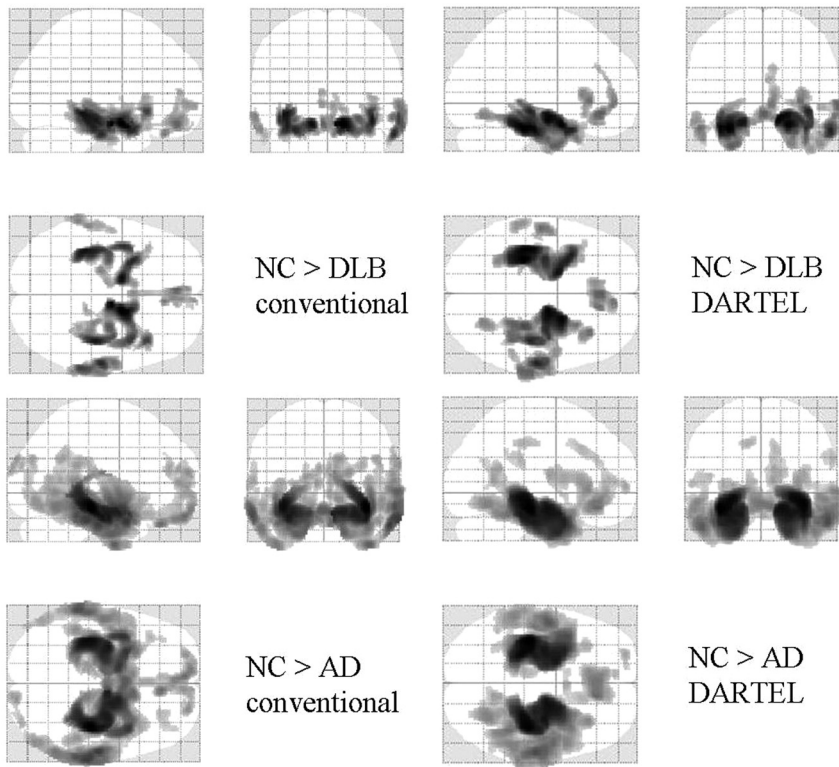 NC > DLB
conventional
NC > DLB
DARTEL
NC > AD
conventional
NC > AD
DARTEL